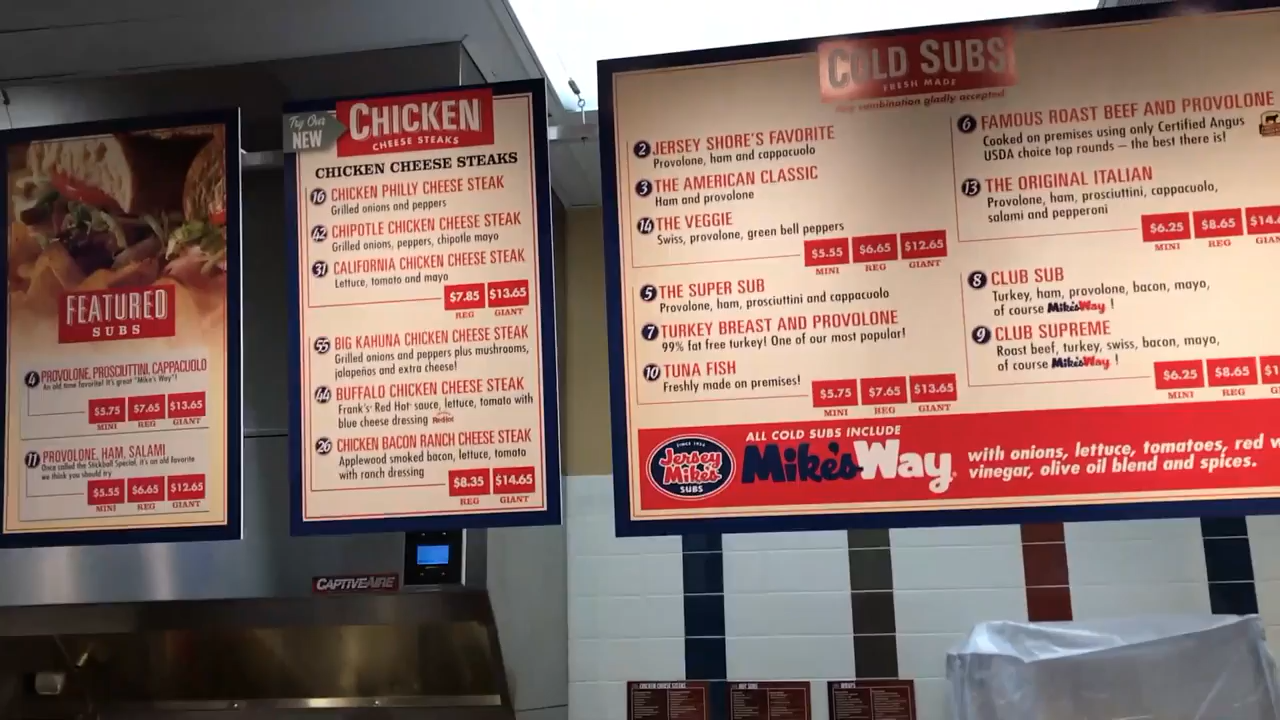 FEATURED
SUBS
4 PROVOLONE, PROSCIUTTINI, CAPPACUOLO
An old time favorite! It's great "Mike's Way"!
$5.75 $7.65 $13.65
MINI REG GIANT
11 PROVOLONE, HAM, SALAMI
Once called the Stickball Special, it's an old favorite
we think you should try
$5.55 $6.65 $12.65
MINI REG GIANT
Try Our
NEW
CHICKEN
CHEESE STEAKS
CHICKEN CHEESE STEAKS
16 CHICKEN PHILLY CHEESE STEAK
Grilled onions and peppers
42 CHIPOTLE CHICKEN CHEESE STEAK
Grilled onions, peppers, chipotle mayo
31 CALIFORNIA CHICKEN CHEESE STEAK
Lettuce, tomato and mayo
$7.85 $13.65
REG GIANT
55 BIG KAHUNA CHICKEN CHEESE STEAK
Grilled onions and peppers plus mushrooms,
jalapeños and extra cheese!
44 BUFFALO CHICKEN CHEESE STEAK
Frank's® Red Hot® sauce, lettuce, tomato with
blue cheese dressing RedHot
26 CHICKEN BACON RANCH CHEESE STEAK
Applewood smoked bacon, lettuce, tomato
with ranch dressing
$8.35 $14.65
REG GIANT
CAPTIVEAIRE
COLD SUBS
FRESH MADE
Any combination gladly accepted
2 JERSEY SHORE'S FAVORITE
Provolone, ham and cappacuolo
3 THE AMERICAN CLASSIC
Ham and provolone
14 THE VEGGIE
Swiss, provolone, green bell peppers
$5.55 $6.65 $12.65
MINI REG GIANT
5 THE SUPER SUB
Provolone, ham, prosciuttini and cappacuolo
7 TURKEY BREAST AND PROVOLONE
99% fat free turkey! One of our most popular!
10 TUNA FISH
Freshly made on premises!
$5.75 $7.65 $13.65
MINI REG GIANT
6 FAMOUS ROAST BEEF AND PROVOLONE
Cooked on premises using only Certified Angus
USDA choice top rounds – the best there is!
13 THE ORIGINAL ITALIAN
Provolone, ham, prosciuttini, cappacuolo,
salami and pepperoni
$6.25 $8.65 $14.
MINI REG GIA
8 CLUB SUB
Turkey, ham, provolone, bacon, mayo,
of course Mike's Way !
9 CLUB SUPREME
Roast beef, turkey, swiss, bacon, mayo,
of course Mike's Way !
$6.25 $8.65 $1
MINI REG G
SINCE 1956
Jersey
Mike's
SUBS
ALL COLD SUBS INCLUDE
Mike's Way®
with onions, lettuce, tomatoes, red w
vinegar, olive oil blend and spices.
CHICKEN CHEESE STEAKS
HOT SUBS
WRAPS